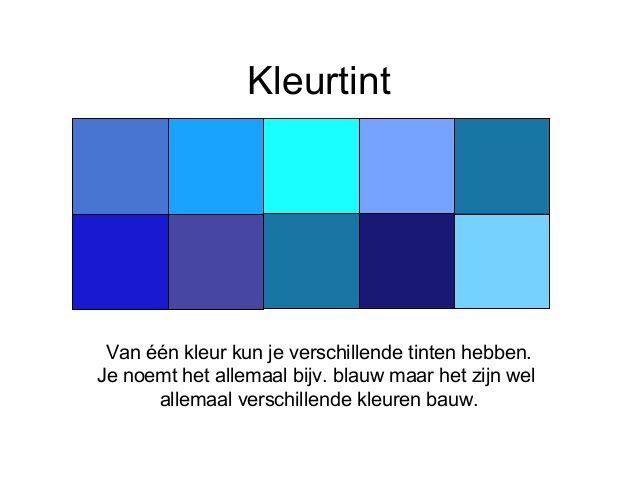 Kleurtint
Van één kleur kun je verschillende tinten hebben.
Je noemt het allemaal bijv. blauw maar het zijn wel
allemaal verschillende kleuren bauw.